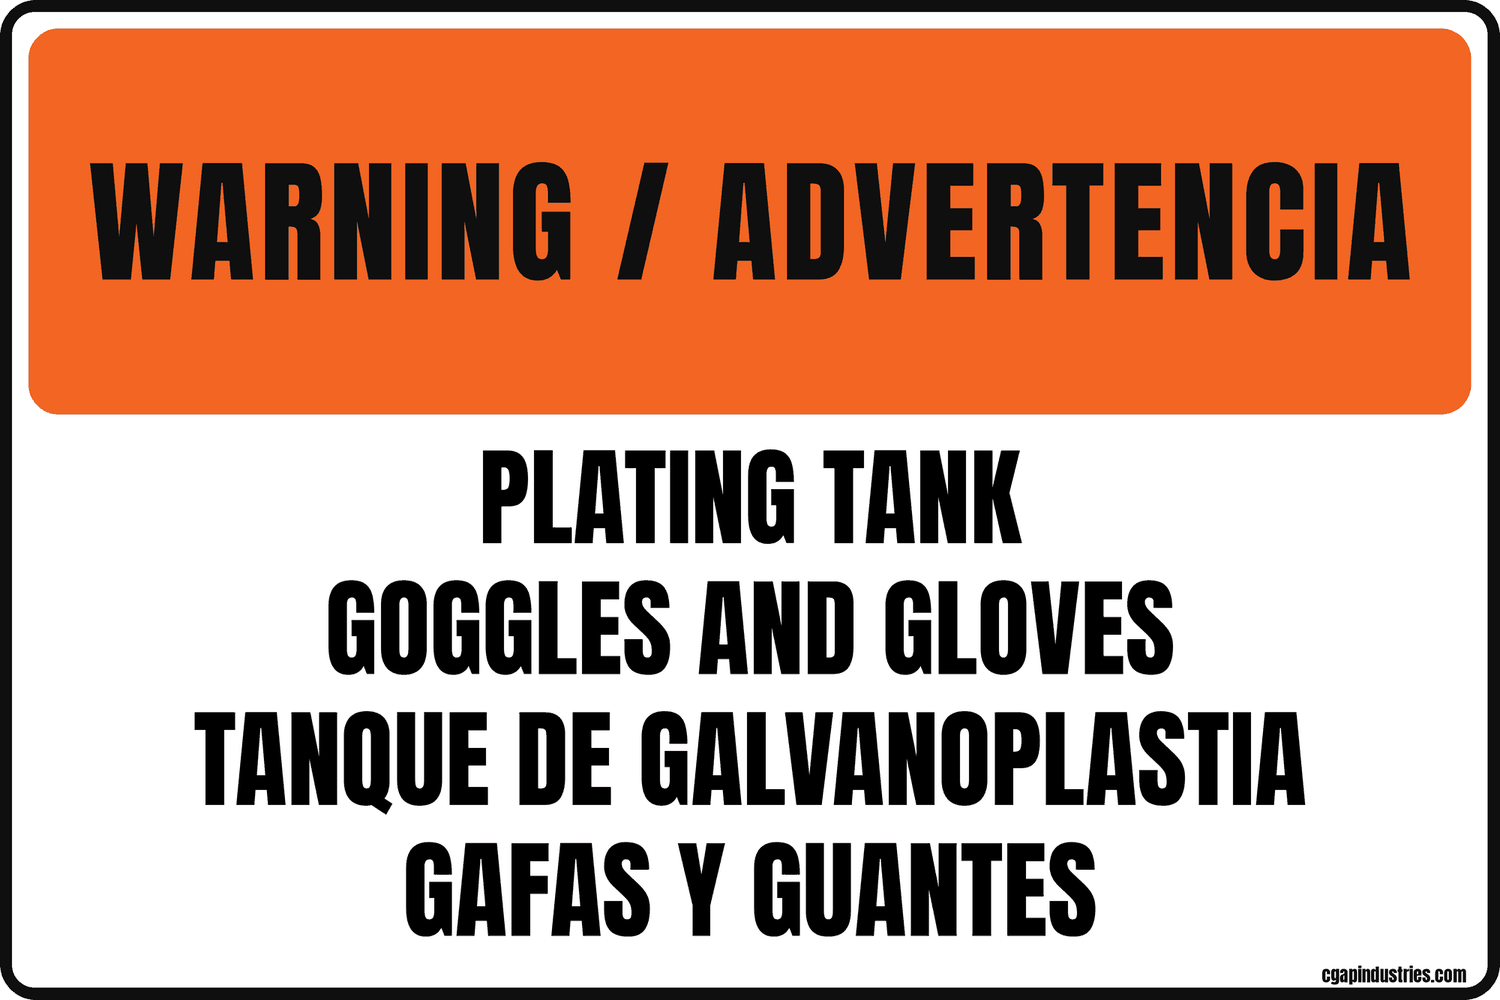 WARNING / ADVERTENCIA
PLATING TANK
GOGGLES AND GLOVES
TANQUE DE GALVANOPLASTIA
GAFAS Y GUANTES
cgapindustries.com